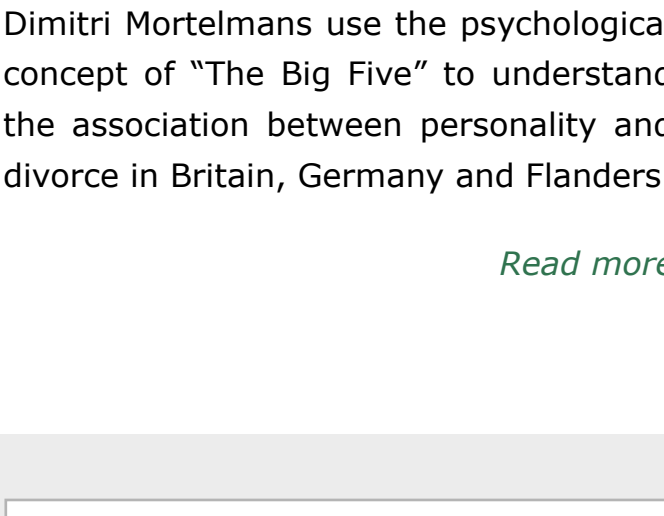 Dimitri Mortelmans use the psychologica
concept of “The Big Five” to understand
the association between personality and
divorce in Britain, Germany and Flanders
Read more